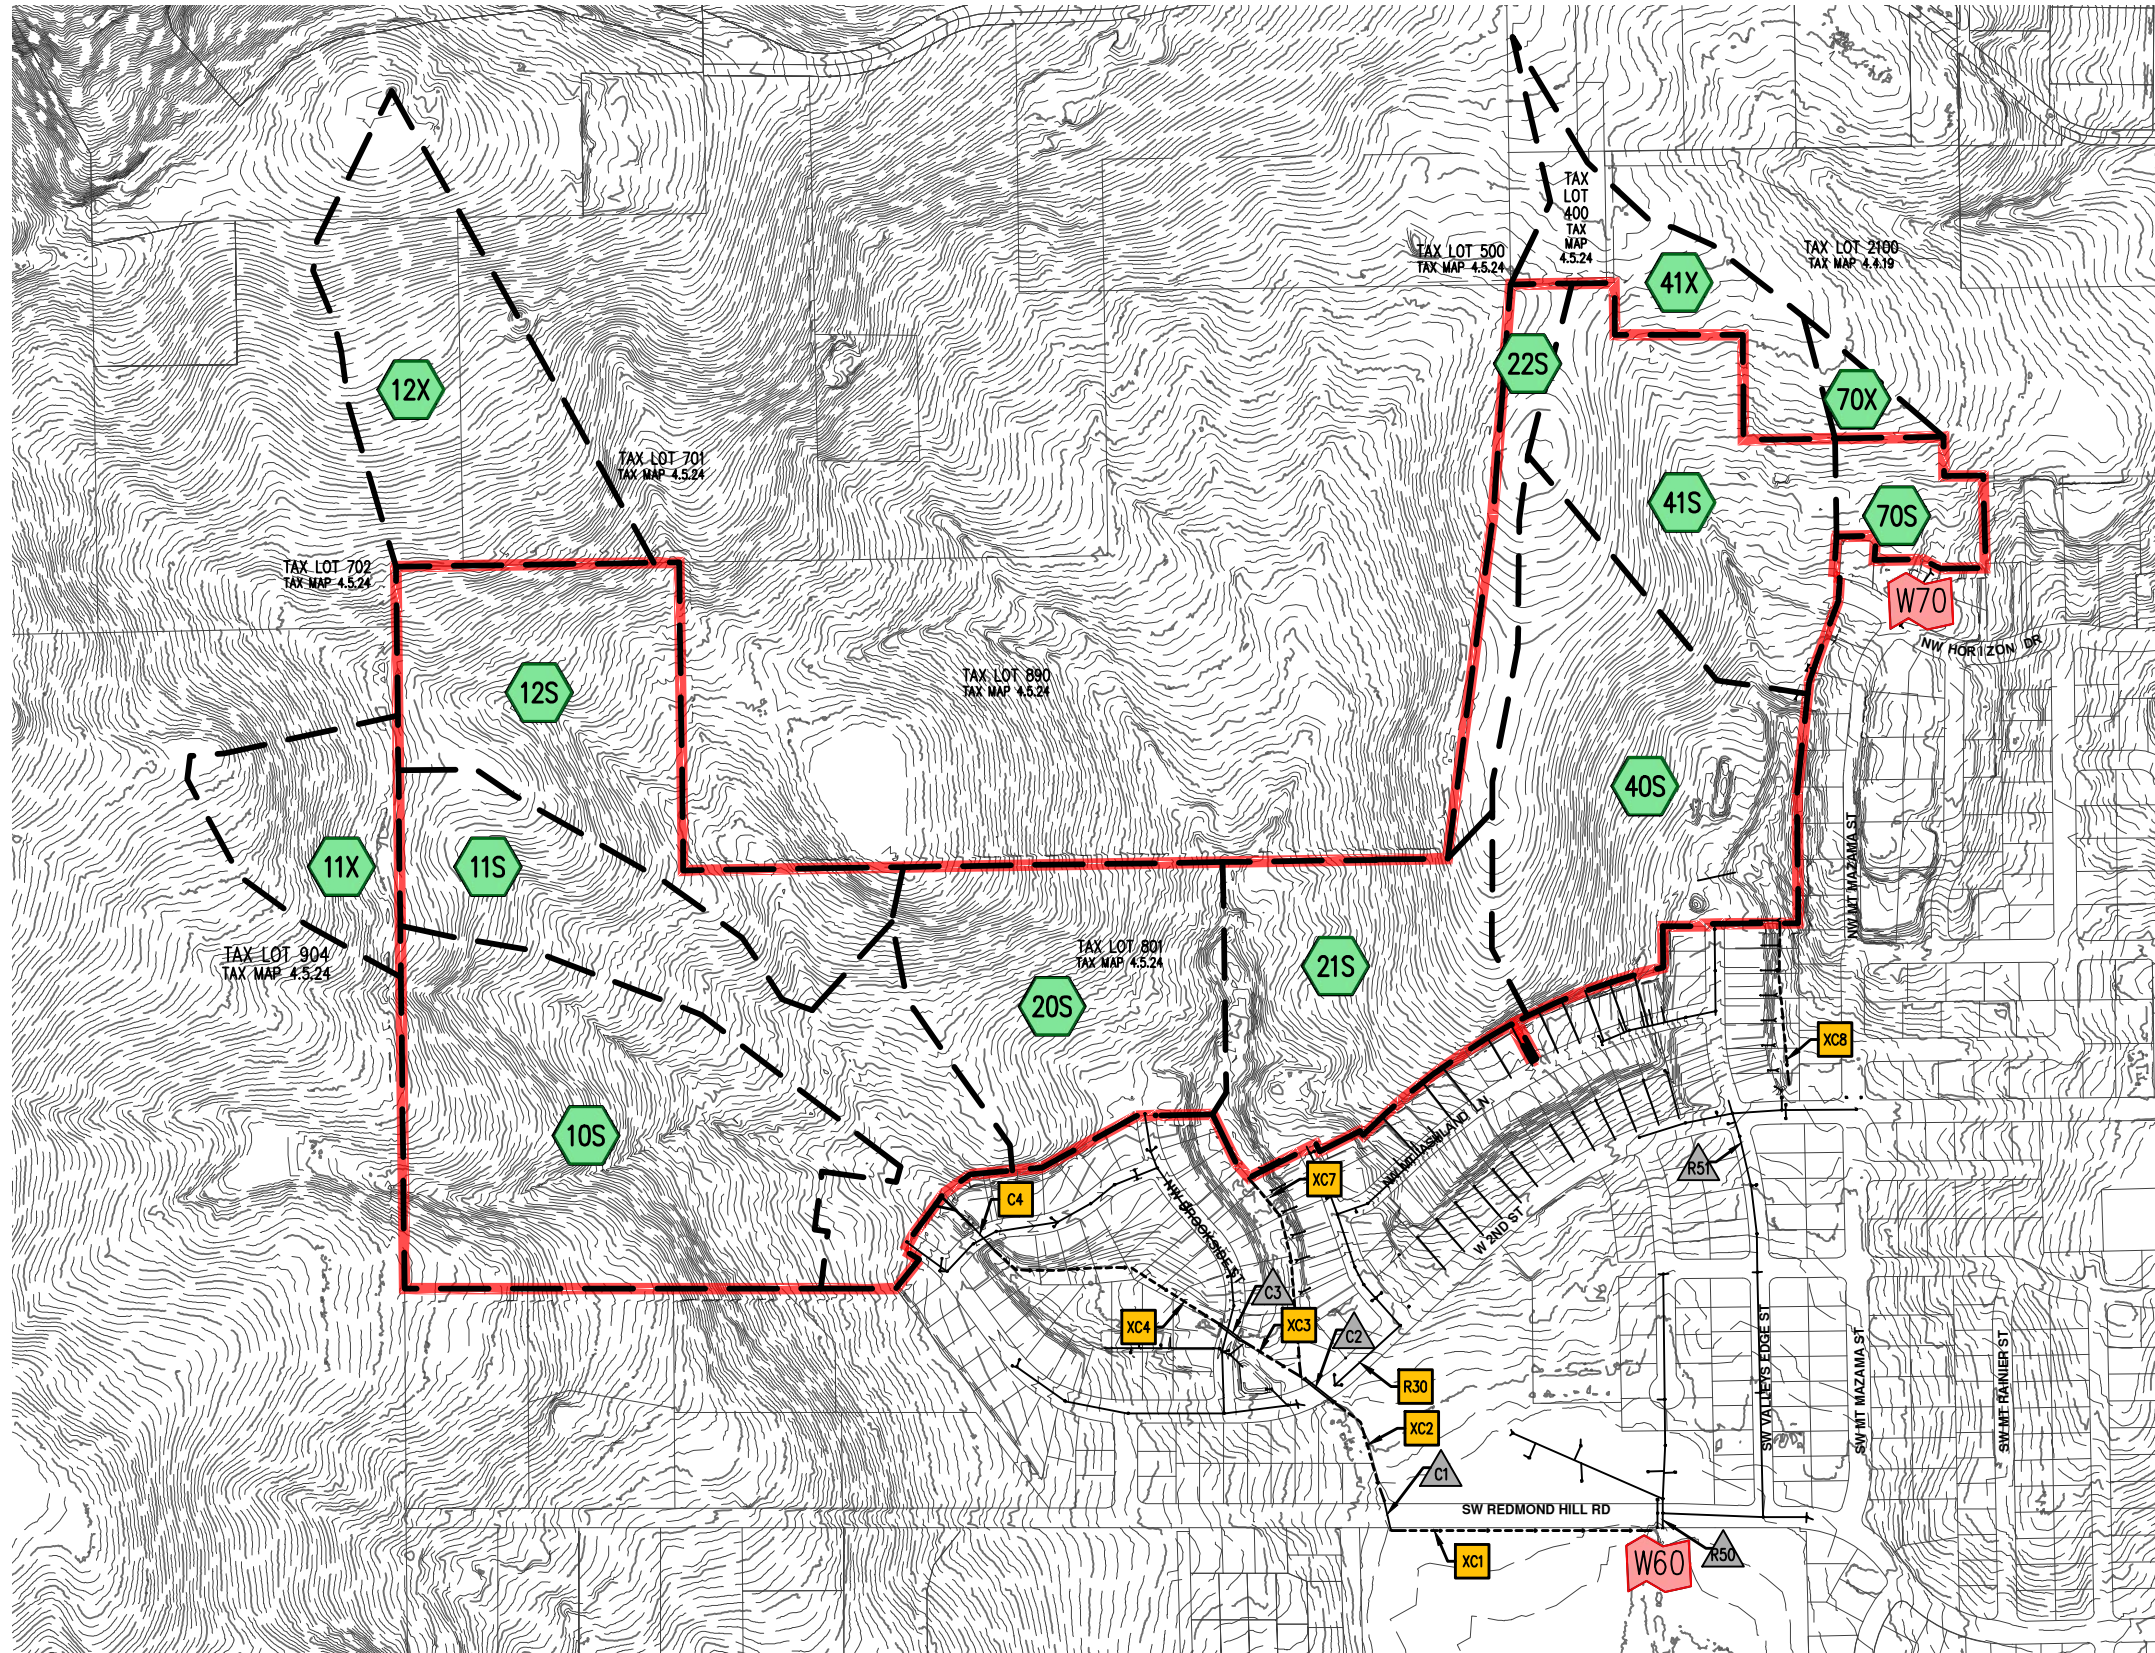 TAX
LOT
400
TAX
MAP
4.5.24
TAX LOT 500
TAX MAP 4.5.24
TAX LOT 2100
TAX MAP 4.4.19
41X
22S
12X
70X
TAX LOT 701
TAX MAP 4.5.24
41S
70S
TAX LOT 702
TAX MAP 4.5.24
W70
NW HORIZON DR
12S
TAX LOT 890
TAX MAP 4.5.24
40S
11X
11S
NW MT MAZAMA ST
TAX LOT 904
TAX MAP 4.5.24
TAX LOT 801
TAX MAP 4.5.24
21S
20S
XC8
10S
NW MT ASHLAND LN
R51
XC7
C4
NW BROOKSIDE ST
W 2ND ST
C3
XC4
XC3
C2
R30
XC2
C1
SW VALLEYS EDGE ST
SW MT MAZAMA ST
SW MT RAINIER ST
SW REDMOND HILL RD
XC1
W60
R50